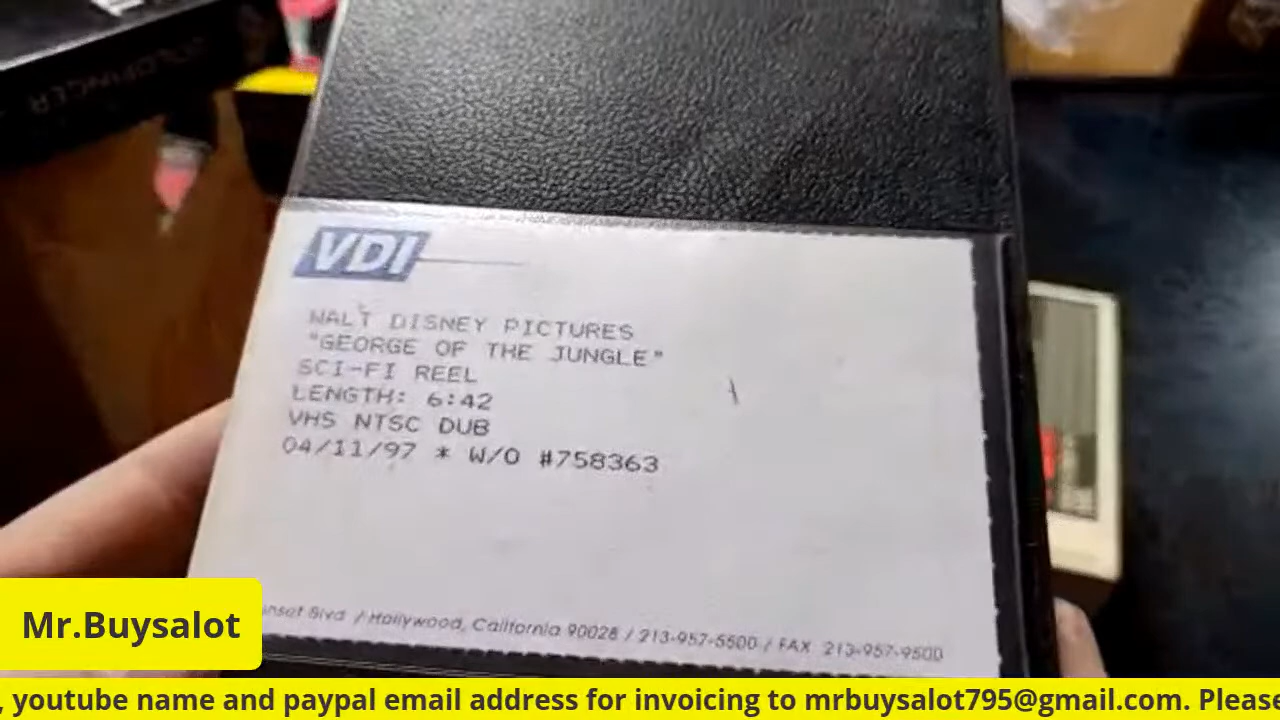 GOLDFINGER
VDI
WALT DISNEY PICTURES
"GEORGE OF THE JUNGLE"
SCI-FI REEL
LENGTH: 6:42
VHS NTSC DUB
04/11/97 * W/O #758363
Blvd / Hollywood, California 90028 / 213-957-5500 / FAX 213-957-9500
Mr.Buysalot
, youtube name and paypal email address for invoicing to mrbuysalot795@gmail.com. Please